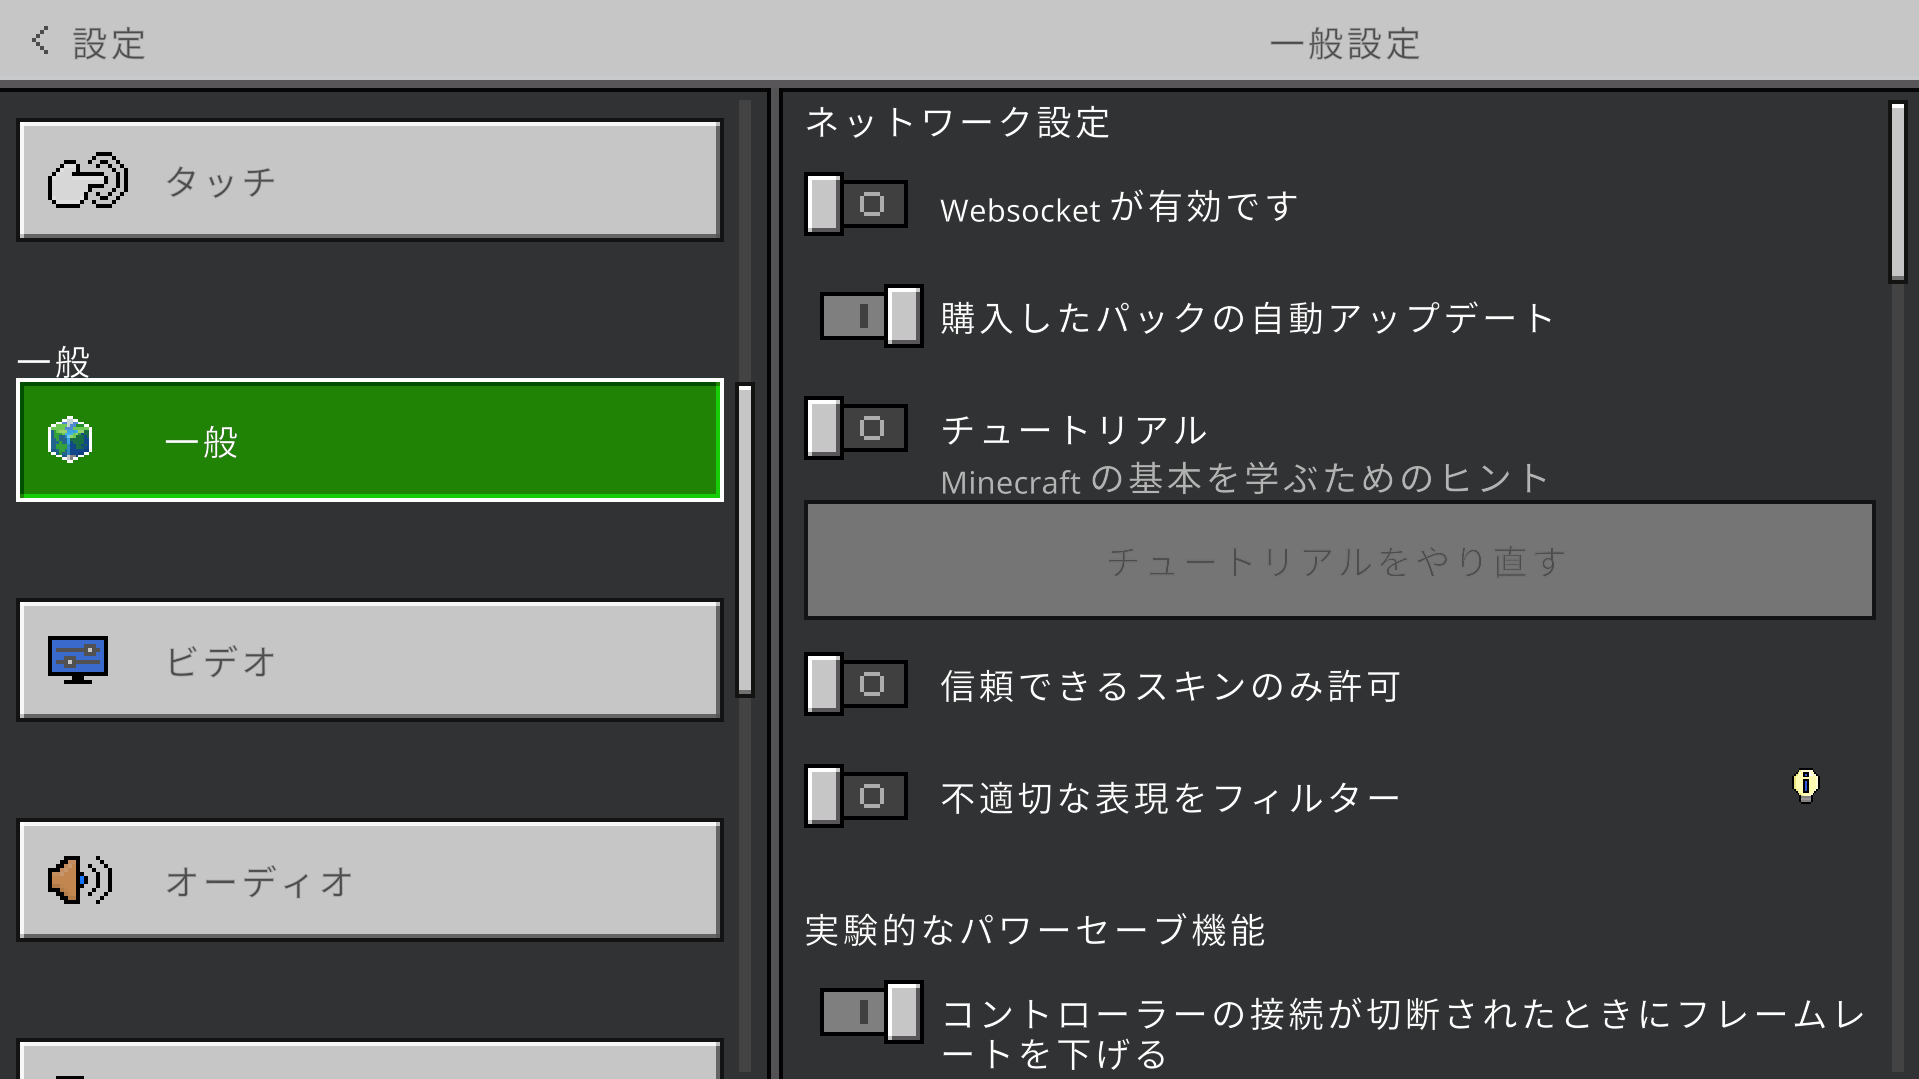 設定
一般設定
タッチ
一般
一般
ビデオ
オーディオ
ネットワーク設定
Websocket が有効です
購入したパックの自動アップデート
チュートリアル
Minecraft の基本を学ぶためのヒント
チュートリアルをやり直す
信頼できるスキンのみ許可
不適切な表現をフィルター
実験的なパワーセーブ機能
コントローラーの接続が切断されたときにフレームレ
ートを下げる